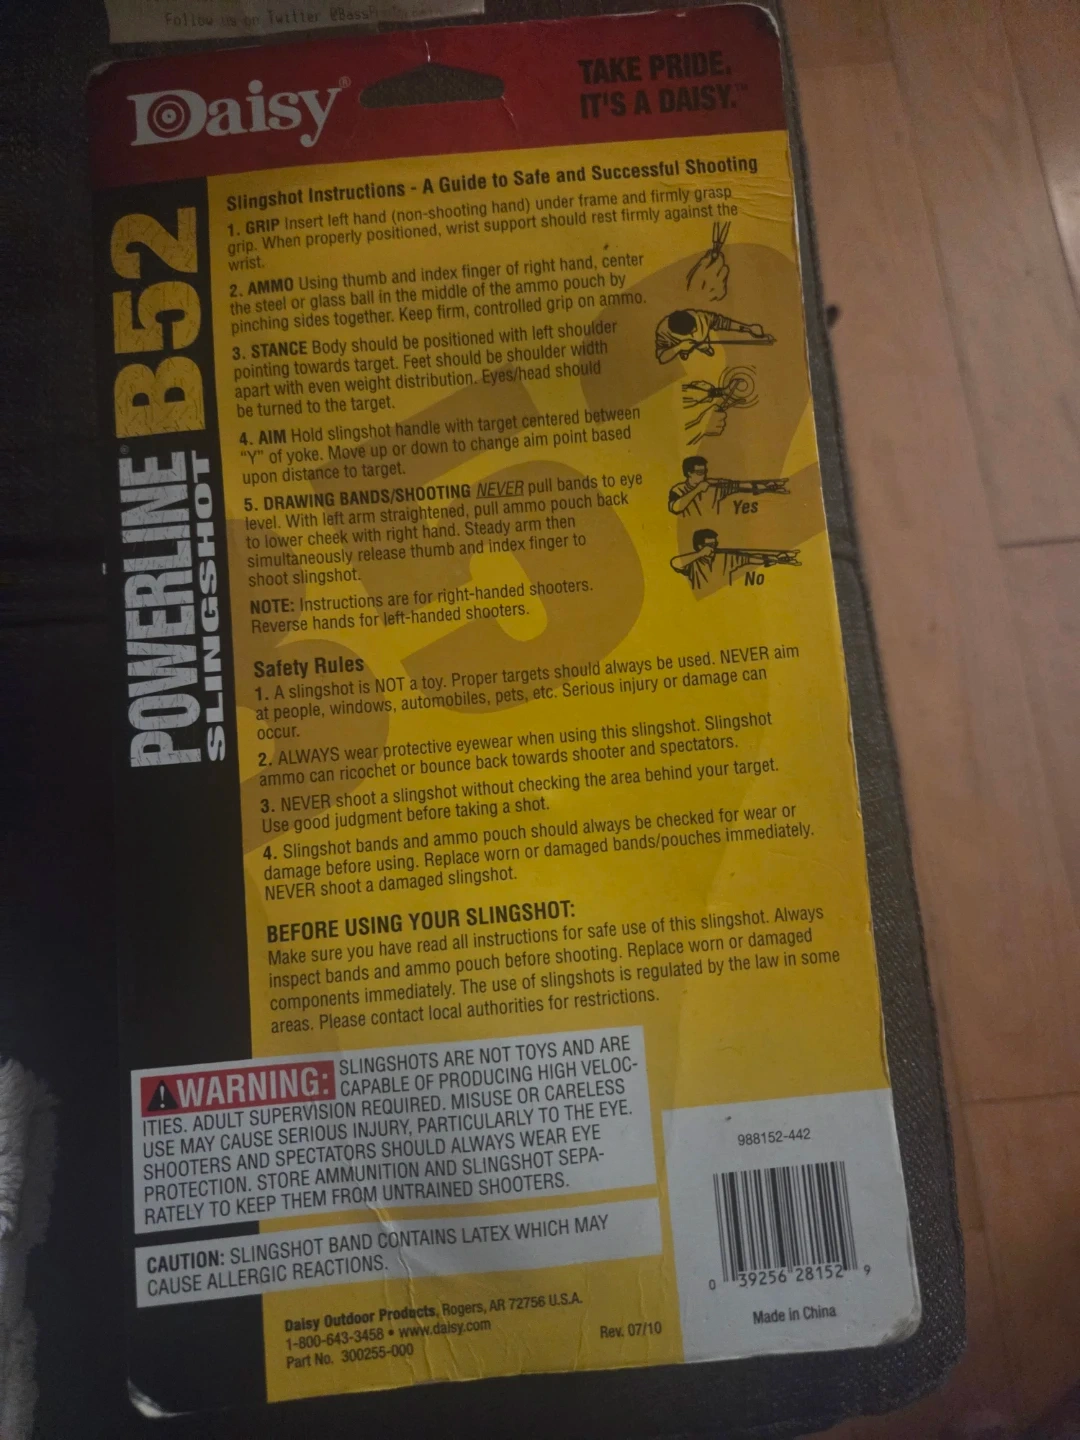 Follow us on Twitter @BassPro
Daisy®
TAKE PRIDE,
IT'S A DAISY.™
POWERLINE® B52
SLINGSHOT
Slingshot Instructions - A Guide to Safe and Successful Shooting
1. GRIP Insert left hand (non-shooting hand) under frame and firmly grasp
grip. When properly positioned, wrist support should rest firmly against the
wrist.
2. AMMO Using thumb and index finger of right hand, center
the steel or glass ball in the middle of the ammo pouch by
pinching sides together. Keep firm, controlled grip on ammo.
3. STANCE Body should be positioned with left shoulder
pointing towards target. Feet should be shoulder width
apart with even weight distribution. Eyes/head should
be turned to the target.
4. AIM Hold slingshot handle with target centered between
"Y" of yoke. Move up or down to change aim point based
upon distance to target.
5. DRAWING BANDS/SHOOTING NEVER pull bands to eye
level. With left arm straightened, pull ammo pouch back
to lower cheek with right hand. Steady arm then
simultaneously release thumb and index finger to
shoot slingshot.
Yes
No
NOTE: Instructions are for right-handed shooters.
Reverse hands for left-handed shooters.
Safety Rules
1. A slingshot is NOT a toy. Proper targets should always be used. NEVER aim
at people, windows, automobiles, pets, etc. Serious injury or damage can
occur.
2. ALWAYS wear protective eyewear when using this slingshot. Slingshot
ammo can ricochet or bounce back towards shooter and spectators.
3. NEVER shoot a slingshot without checking the area behind your target.
Use good judgment before taking a shot.
4. Slingshot bands and ammo pouch should always be checked for wear or
damage before using. Replace worn or damaged bands/pouches immediately.
NEVER shoot a damaged slingshot.
BEFORE USING YOUR SLINGSHOT:
Make sure you have read all instructions for safe use of this slingshot. Always
inspect bands and ammo pouch before shooting. Replace worn or damaged
components immediately. The use of slingshots is regulated by the law in some
areas. Please contact local authorities for restrictions.
WARNING: SLINGSHOTS ARE NOT TOYS AND ARE
CAPABLE OF PRODUCING HIGH VELOC-
ITIES. ADULT SUPERVISION REQUIRED. MISUSE OR CARELESS
USE MAY CAUSE SERIOUS INJURY, PARTICULARLY TO THE EYE.
SHOOTERS AND SPECTATORS SHOULD ALWAYS WEAR EYE
PROTECTION. STORE AMMUNITION AND SLINGSHOT SEPA-
RATELY TO KEEP THEM FROM UNTRAINED SHOOTERS.
CAUTION: SLINGSHOT BAND CONTAINS LATEX WHICH MAY
CAUSE ALLERGIC REACTIONS.
Daisy Outdoor Products, Rogers, AR 72756 U.S.A.
1-800-643-3458 • www.daisy.com
Part No. 300255-000
Rev. 07/10
988152-442
0 39256 28152 9
Made in China